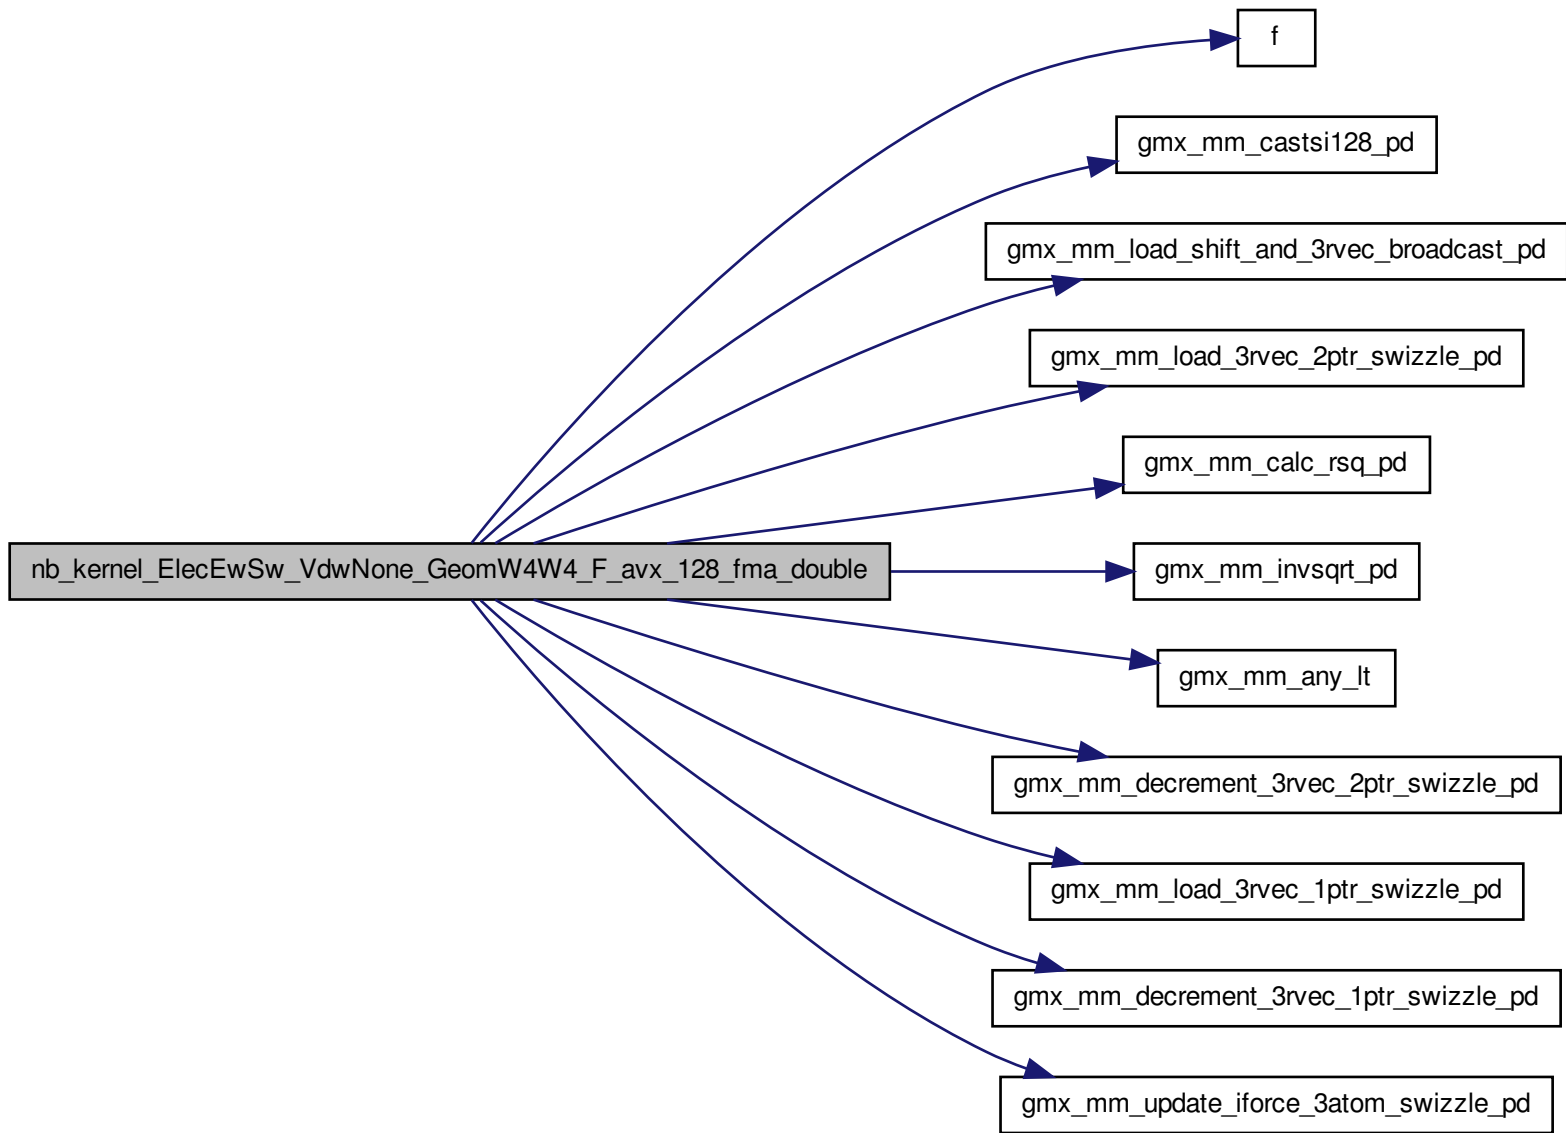 f
gmx_mm_castsi128_pd
gmx_mm_load_shift_and_3rvec_broadcast_pd
gmx_mm_load_3rvec_2ptr_swizzle_pd
gmx_mm_calc_rsq_pd
nb_kernel_ElecEwSw_VdwNone_GeomW4W4_F_avx_128_fma_double
gmx_mm_invsqrt_pd
gmx_mm_any_lt
gmx_mm_decrement_3rvec_2ptr_swizzle_pd
gmx_mm_load_3rvec_1ptr_swizzle_pd
gmx_mm_decrement_3rvec_1ptr_swizzle_pd
gmx_mm_update_iforce_3atom_swizzle_pd